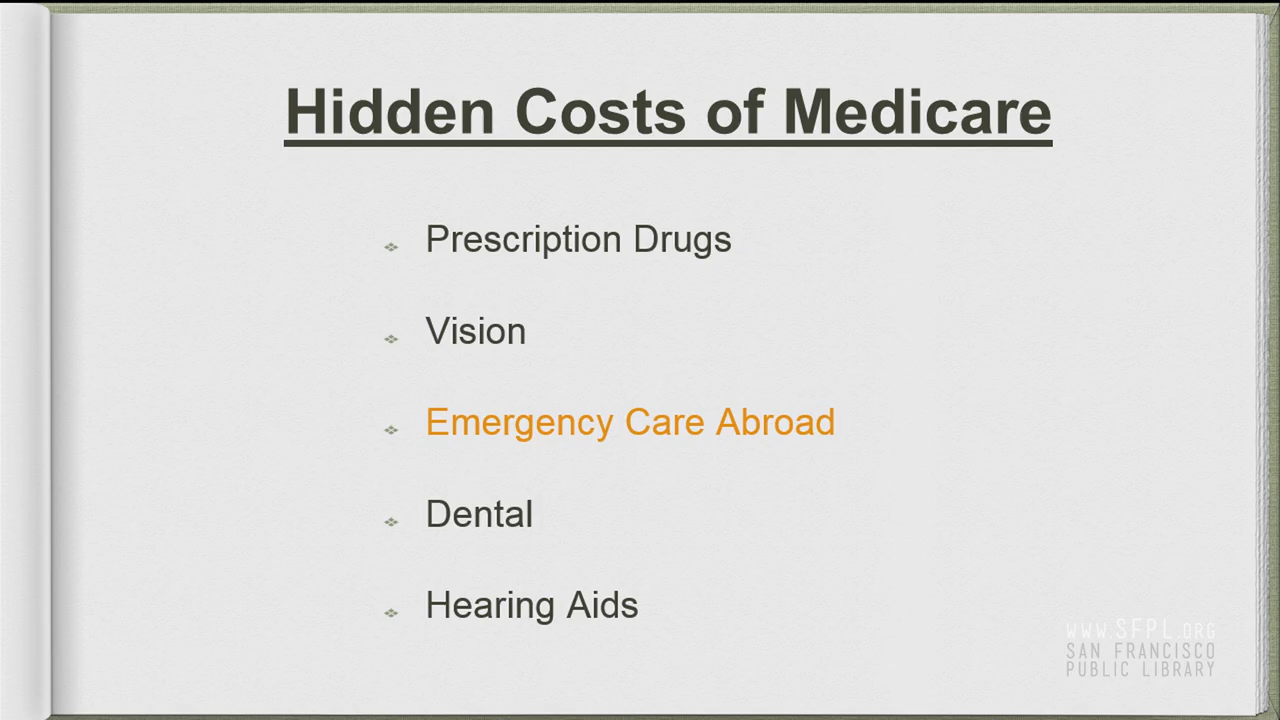 Hidden Costs of Medicare
Prescription Drugs
Vision
Emergency Care Abroad
Dental
Hearing Aids
www.SFPL.org
SAN FRANCISCO
PUBLIC LIBRARY